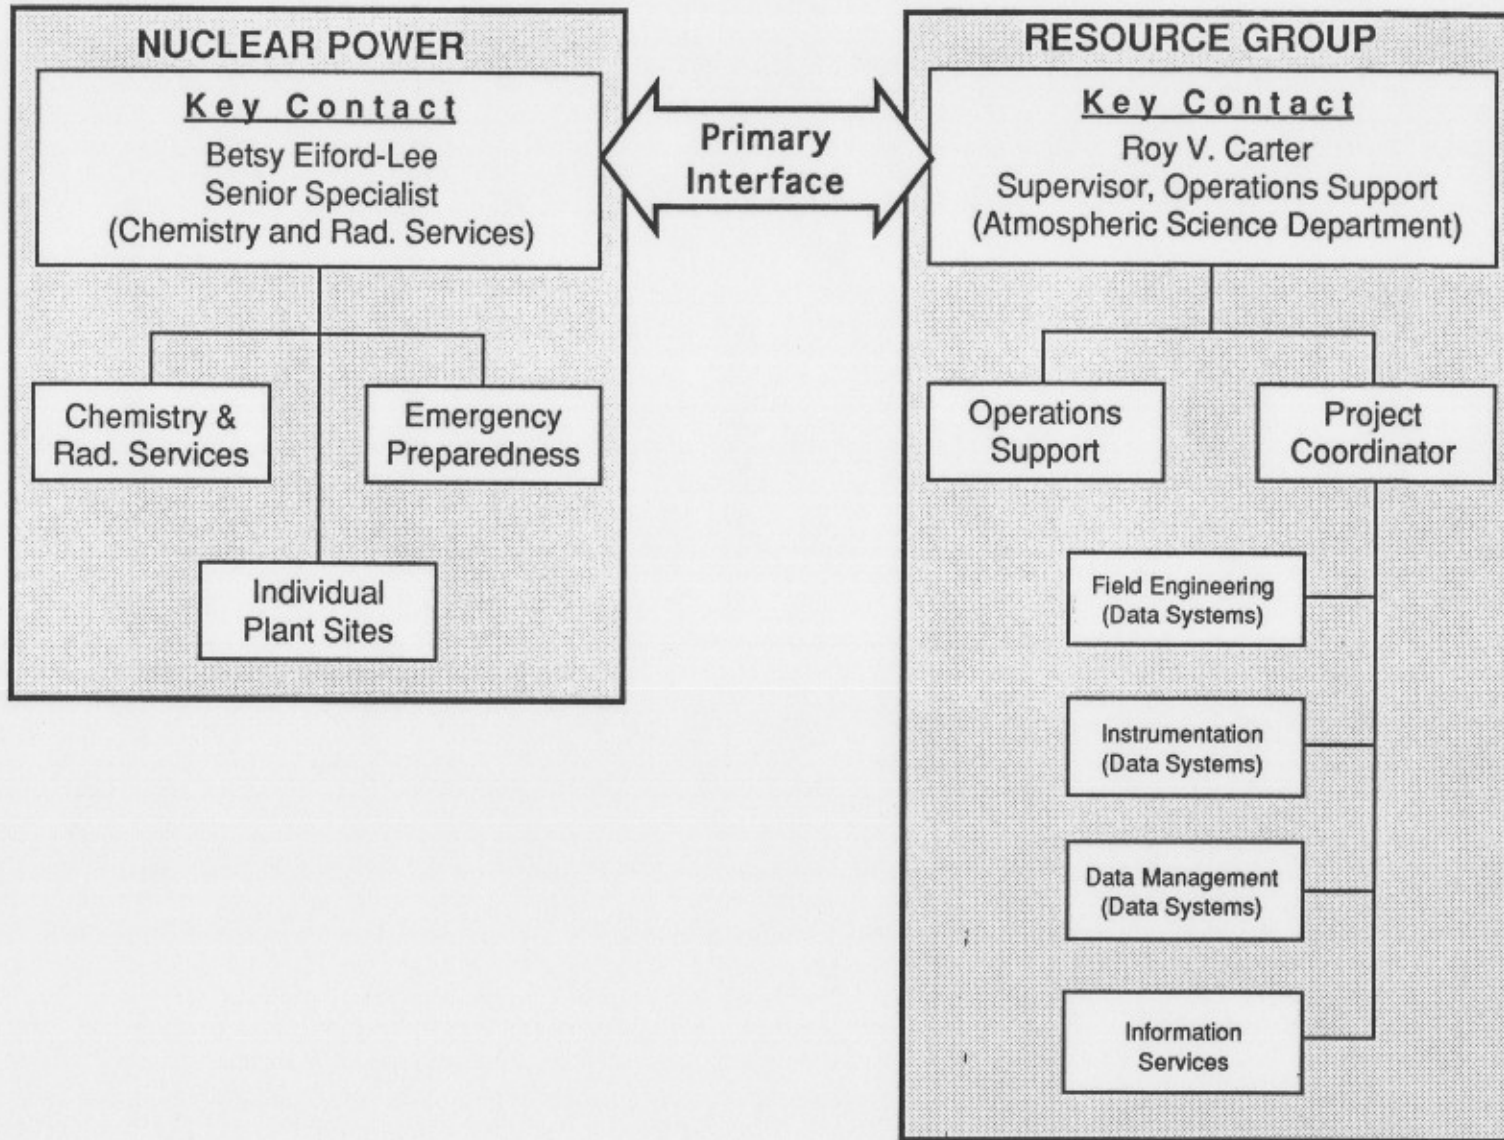 NUCLEAR POWER
Key Contact
Betsy Eiford-Lee
Senior Specialist
(Chemistry and Rad. Services)
Chemistry &
Rad. Services
Emergency
Preparedness
Individual
Plant Sites
Primary
Interface
RESOURCE GROUP
Key Contact
Roy V. Carter
Supervisor, Operations Support
(Atmospheric Science Department)
Operations
Support
Project
Coordinator
Field Engineering
(Data Systems)
Instrumentation
(Data Systems)
Data Management
(Data Systems)
Information
Services